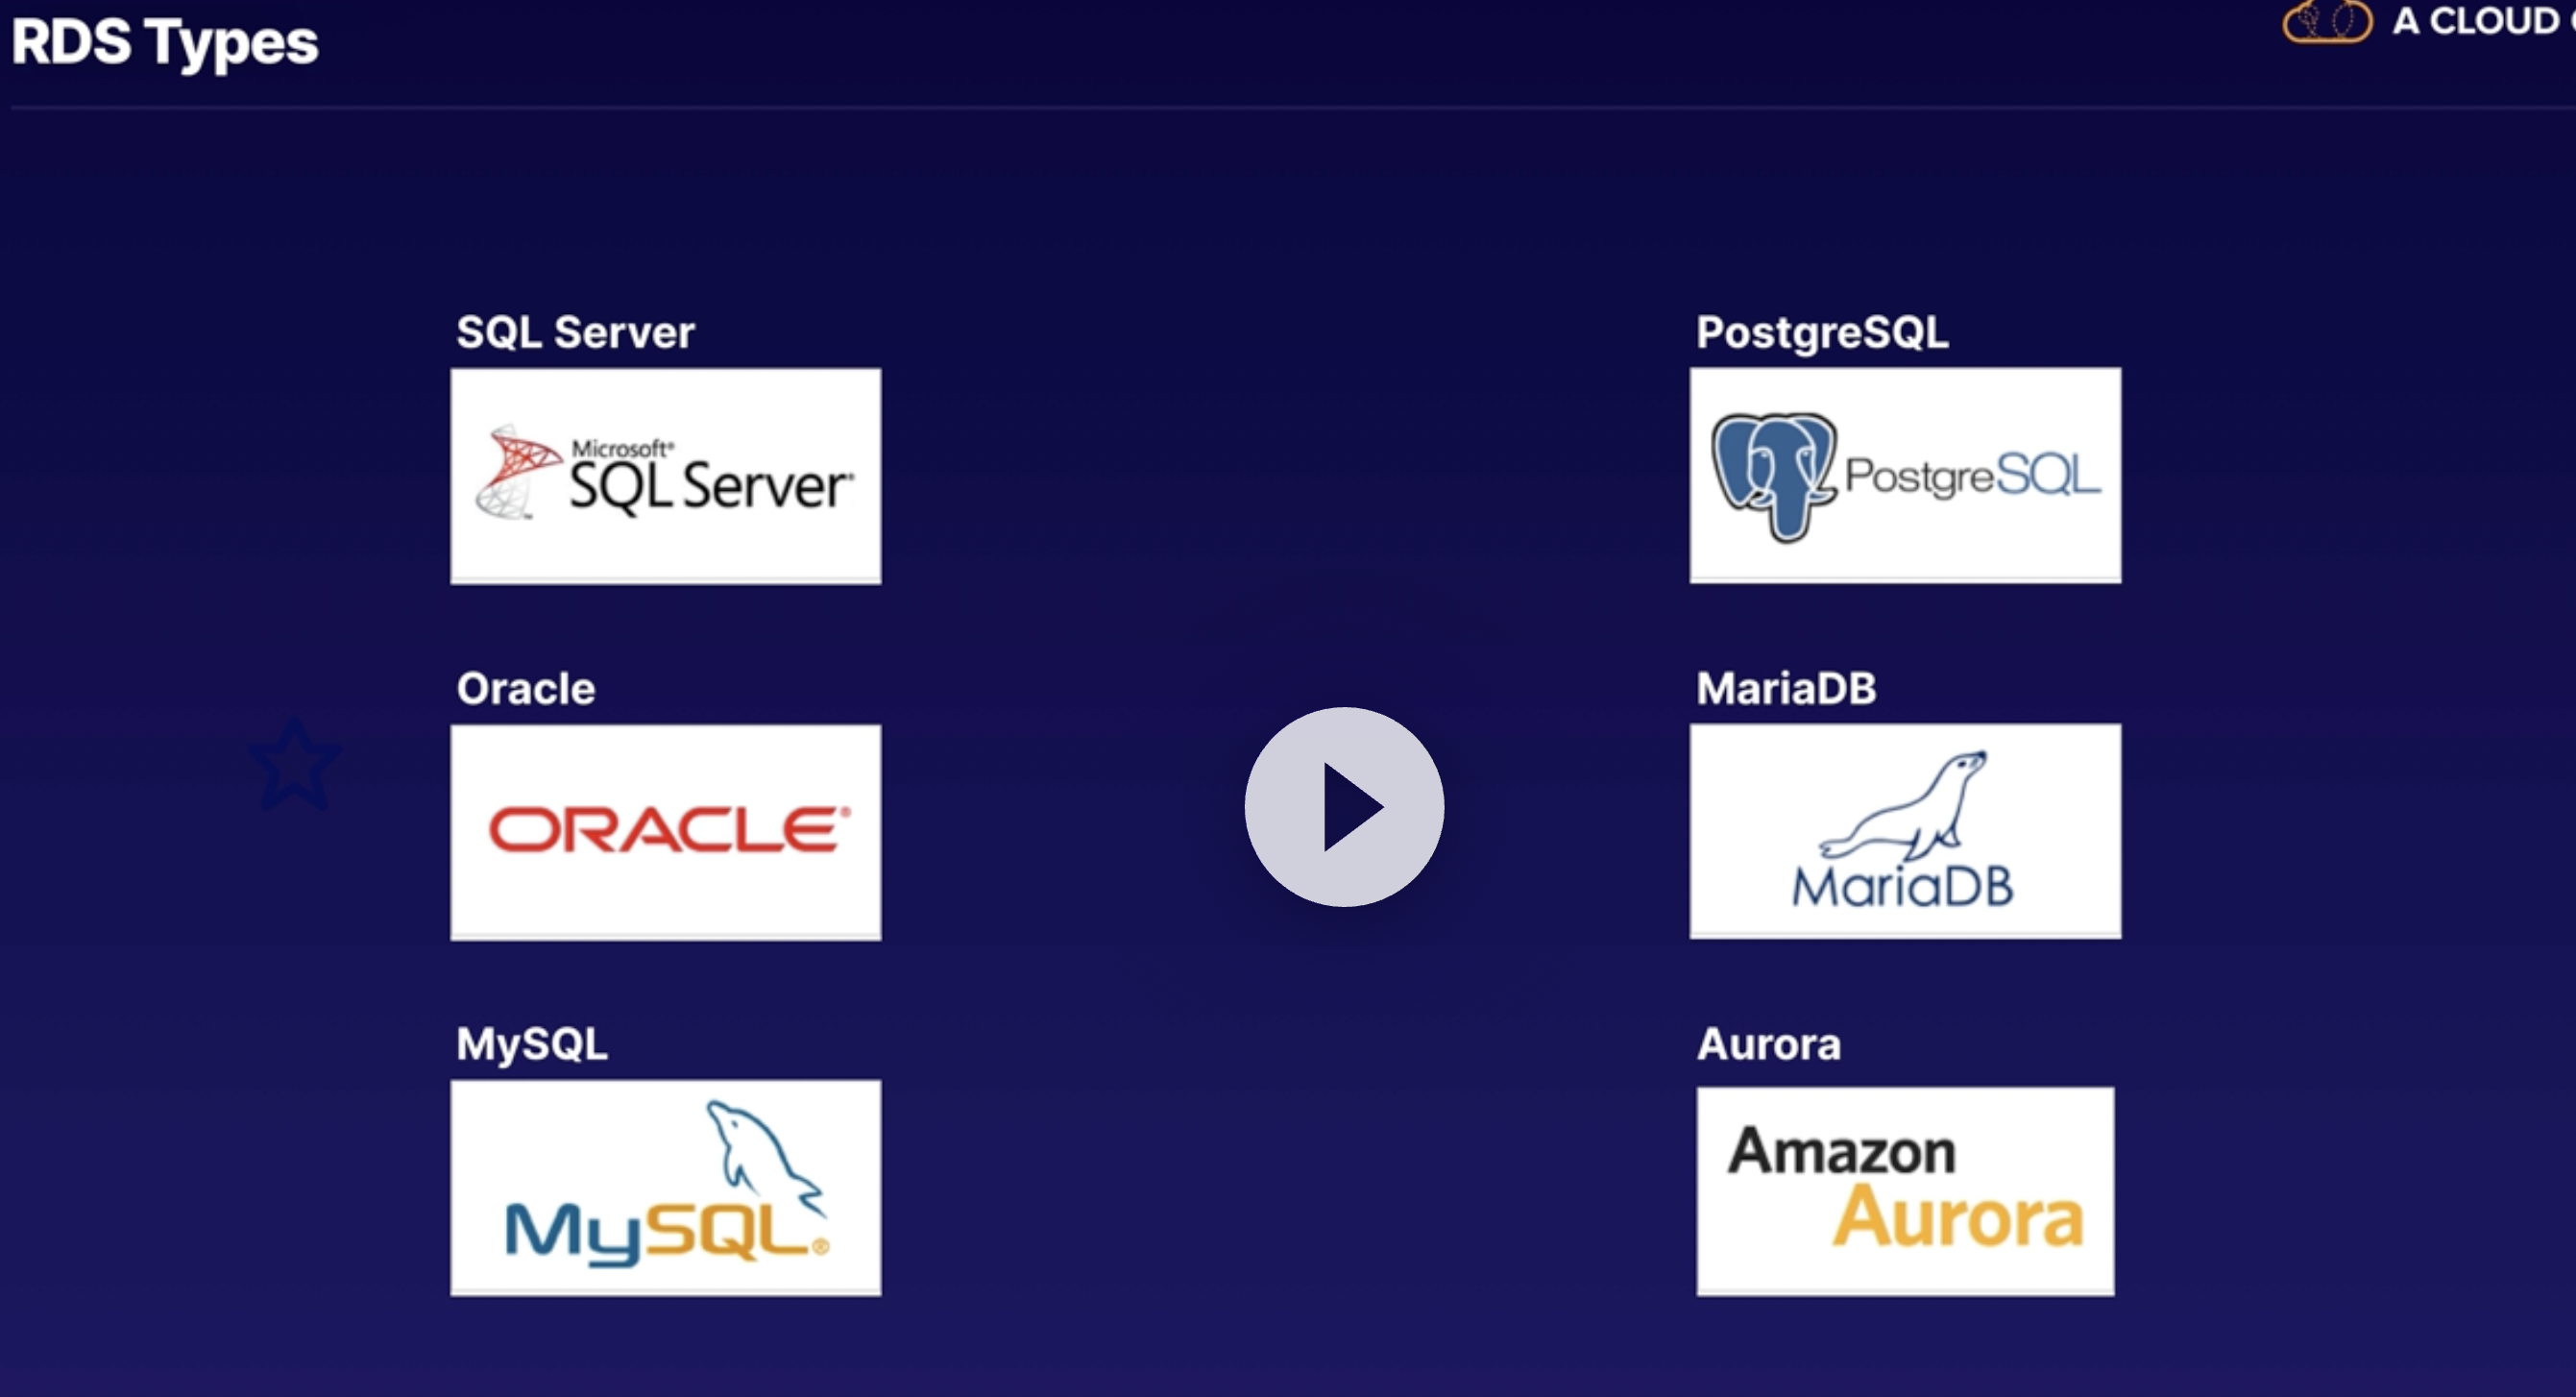 RDS Types
A CLOUD
SQL Server
Microsoft®
SQL Server®
™
Oracle
ORACLE®
MySQL
MySQL®
PostgreSQL
PostgreSQL
MariaDB
MariaDB
Aurora
Amazon
Aurora